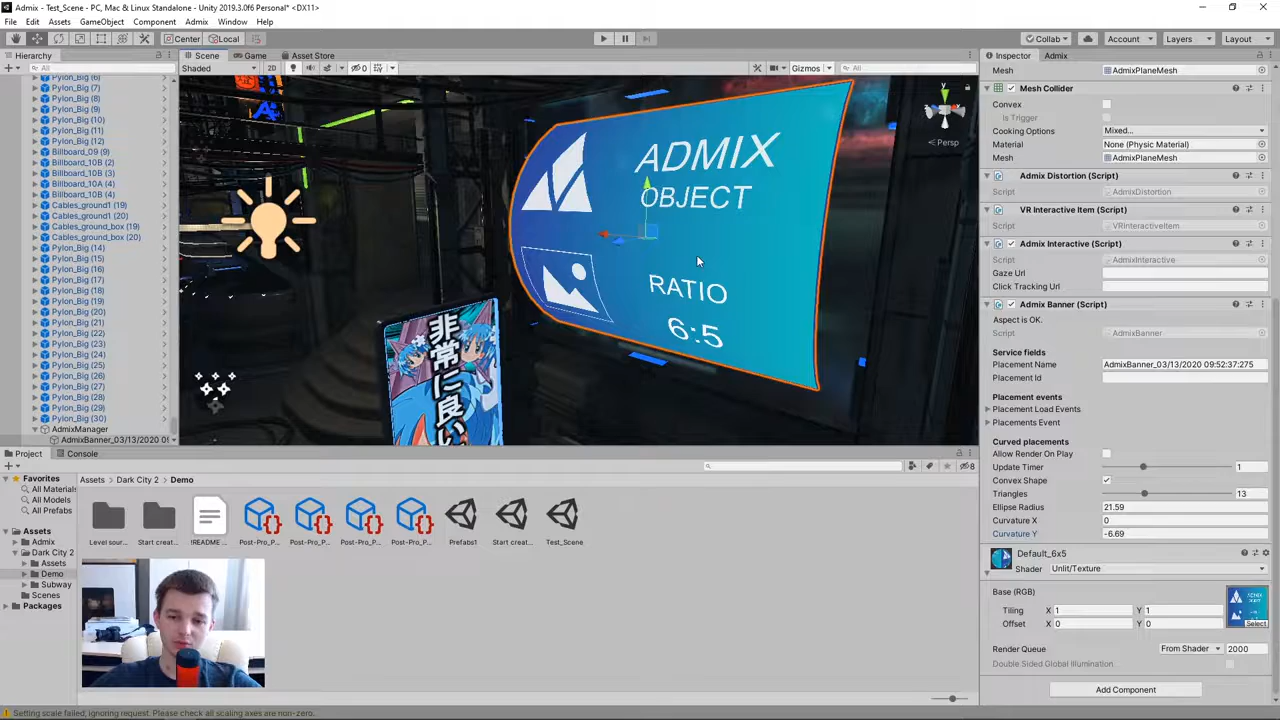 Admix - Test_Scene - PC, Mac & Linux Standalone - Unity 2019.3.0f6 Personal* <DX11>
File Edit Assets GameObject Component Admix Window Help
Center Local Collab Account Layers Layout
Hierarchy Scene Game Asset Store Inspector Admix
All Shaded 2D 0 Gizmos All
Pylon_Big (6)
Pylon_Big (7)
Pylon_Big (8)
Pylon_Big (9)
Pylon_Big (10)
Pylon_Big (11)
Pylon_Big (12)
Billboard_09 (9)
Billboard_10B (2)
Billboard_10B (3)
Billboard_10A (4)
Billboard_10B (4)
Cables_ground1 (19)
Cables_ground1 (20)
Cables_ground_box (19)
Cables_ground_box (20)
Pylon_Big (14)
Pylon_Big (15)
Pylon_Big (16)
Pylon_Big (17)
Pylon_Big (18)
Pylon_Big (19)
Pylon_Big (20)
Pylon_Big (21)
Pylon_Big (22)
Pylon_Big (23)
Pylon_Big (24)
Pylon_Big (25)
Pylon_Big (26)
Pylon_Big (27)
Pylon_Big (28)
Pylon_Big (29)
Pylon_Big (30)
AdmixManager
AdmixBanner_03/13/2020 09
ADMIX
OBJECT
RATIO
6:5
非常に良い
y
Persp
Mesh AdmixPlaneMesh
Mesh Collider
Convex
Is Trigger
Cooking Options Mixed...
Material None (Physic Material)
Mesh AdmixPlaneMesh
Admix Distortion (Script)
Script AdmixDistortion
VR Interactive Item (Script)
Script VRInteractiveItem
Admix Interactive (Script)
Script AdmixInteractive
Gaze Url
Click Tracking Url
Admix Banner (Script)
Aspect is OK.
Script AdmixBanner
Service fields
Placement Name AdmixBanner_03/13/2020 09:52:37:275
Placement Id
Placement events
Placement Load Events
Placements Event
Curved placements
Allow Render On Play
Update Timer 1
Convex Shape
Triangles 13
Ellipse Radius 21.59
Curvature X 0
Curvature Y -6.69
Default_6x5
Shader Unlit/Texture
Base (RGB)
Tiling X 1 Y 1
Offset X 0 Y 0
Select
Render Queue From Shader 2000
Double Sided Global Illumination
Add Component
Project Console
8
Favorites
All Material
All Models
All Prefabs
Assets
Admix
Dark City 2
Assets
Demo
Subway
Scenes
Packages
Assets > Dark City 2 > Demo
Level sour...
Start creat...
!README ...
Post-Pro_P...
Post-Pro_P...
Post-Pro_P...
Post-Pro_P...
Prefabs1
Start creat...
Test_Scene
Setting scale failed, ignoring request. Please check all scaling axes are non-zero.